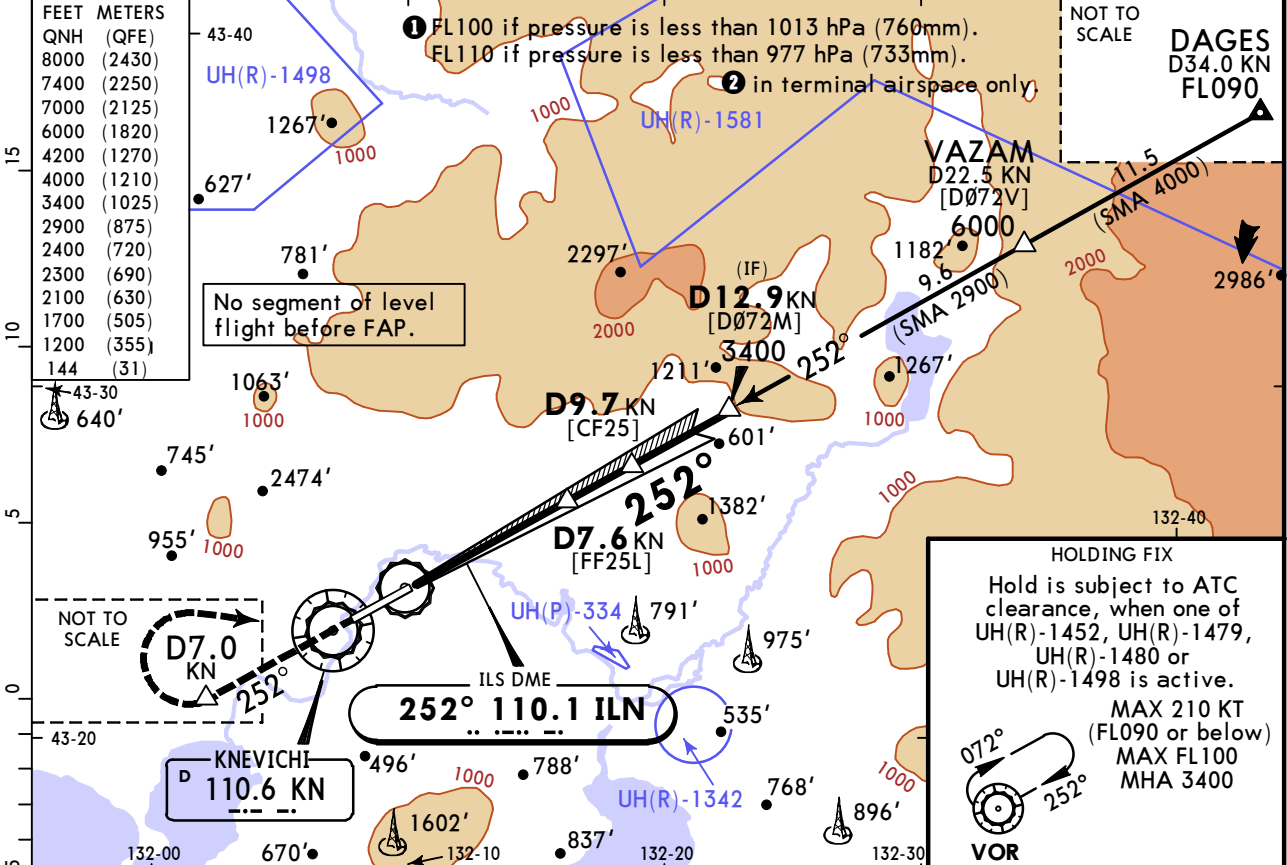 FEET METERS
QNH (QFE)
8000 (2430)
7400 (2250)
7000 (2125)
6000 (1820)
4200 (1270)
4000 (1210)
3400 (1025)
2900 (875)
2400 (720)
2300 (690)
2100 (630)
1700 (505)
1200 (355)
144 (31)
43-40
1 FL100 if pressure is less than 1013 hPa (760mm).
FL110 if pressure is less than 977 hPa (733mm).
2 in terminal airspace only.
NOT TO
SCALE
DAGES
D34.0 KN
FL090
UH(R)-1498
1267'
1000
1000
UH(R)-1581
VAZAM
D22.5 KN
[DØ72V]
6000
11.5
(SMA 4000)
15
627'
781'
2297'
2000
1182'
9.6
(SMA 2900)
2000
2986'
No segment of level
flight before FAP.
(IF)
D12.9 KN
[DØ72M]
3400
252°
10
1211'
1267'
1000
43-30
640'
1063'
1000
D9.7 KN
[CF25]
601'
252°
745'
2474'
1382'
1000
1000
132-40
5
955'
1000
D7.6 KN
[FF25L]
HOLDING FIX
Hold is subject to ATC
clearance, when one of
UH(R)-1452, UH(R)-1479,
UH(R)-1480 or
UH(R)-1498 is active.
MAX 210 KT
(FL090 or below)
MAX FL100
MHA 3400
072°
252°
VOR
NOT TO
SCALE
D7.0
KN
252°
UH(P)-334
791'
975'
0
ILS DME
252° 110.1 ILN
535'
43-20
KNEVICHI
D 110.6 KN
496'
788'
1000
UH(R)-1342
768'
1000
896'
1602'
837'
670'
132-00
132-10
132-20
132-30
5